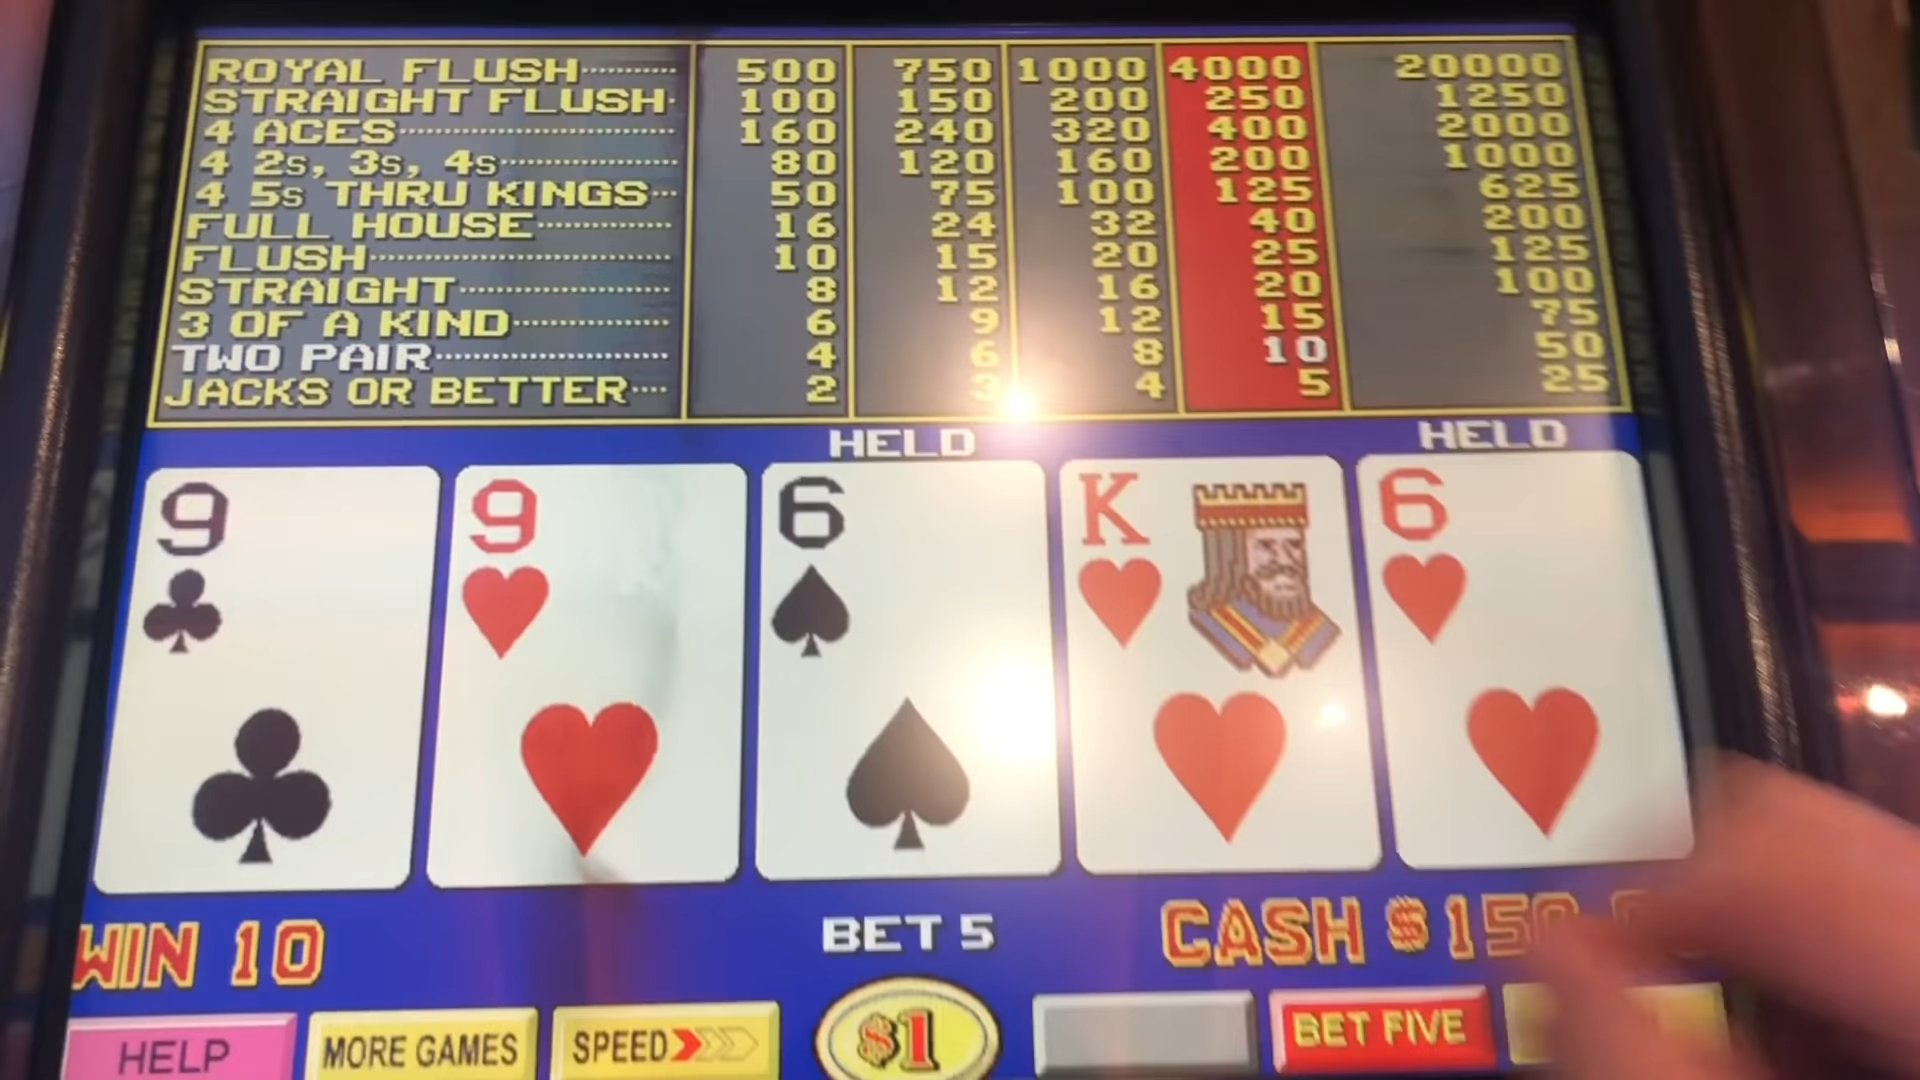 ROYAL FLUSH 500 750 1000 4000 20000
STRAIGHT FLUSH 100 150 200 250 1250
4 ACES 160 240 320 400 2000
4 2s, 3s, 4s 80 120 160 200 1000
4 5s THRU KINGS 50 75 100 125 625
FULL HOUSE 16 24 32 40 200
FLUSH 10 15 20 25 125
STRAIGHT 8 12 16 20 100
3 OF A KIND 6 9 12 15 75
TWO PAIR 4 6 8 10 50
JACKS OR BETTER 2 3 4 5 25
HELD HELD
9 9 6 K 6
WIN 10 BET 5 CASH $150
HELP MORE GAMES SPEED $1 BET FIVE